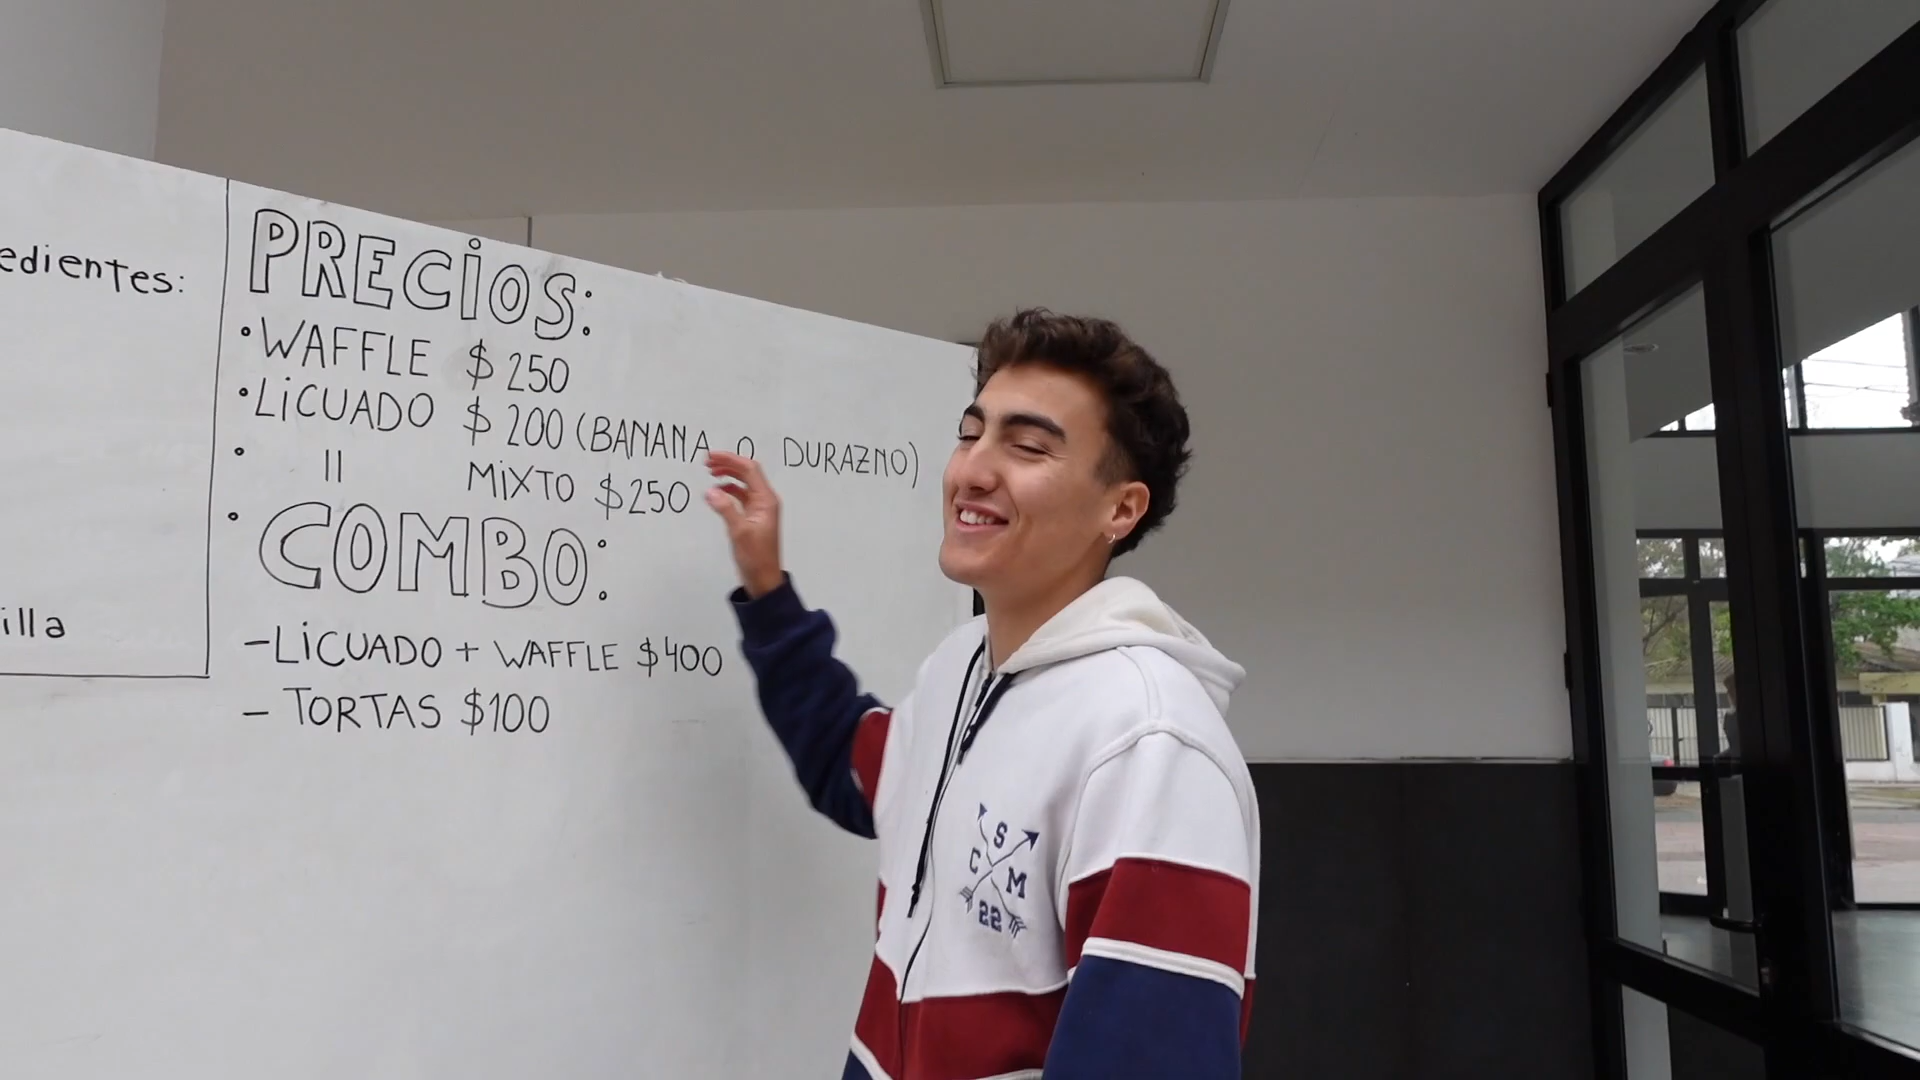 edientes:
illa
PRECiOS:
•WAFFLE $250
•LiCUADO $200 (BANANA O DURAZNO)
• || MiXTO $250
•COMBO:
-LiCUADO + WAFFLE $400
- TORTAS $100
S
C M
22